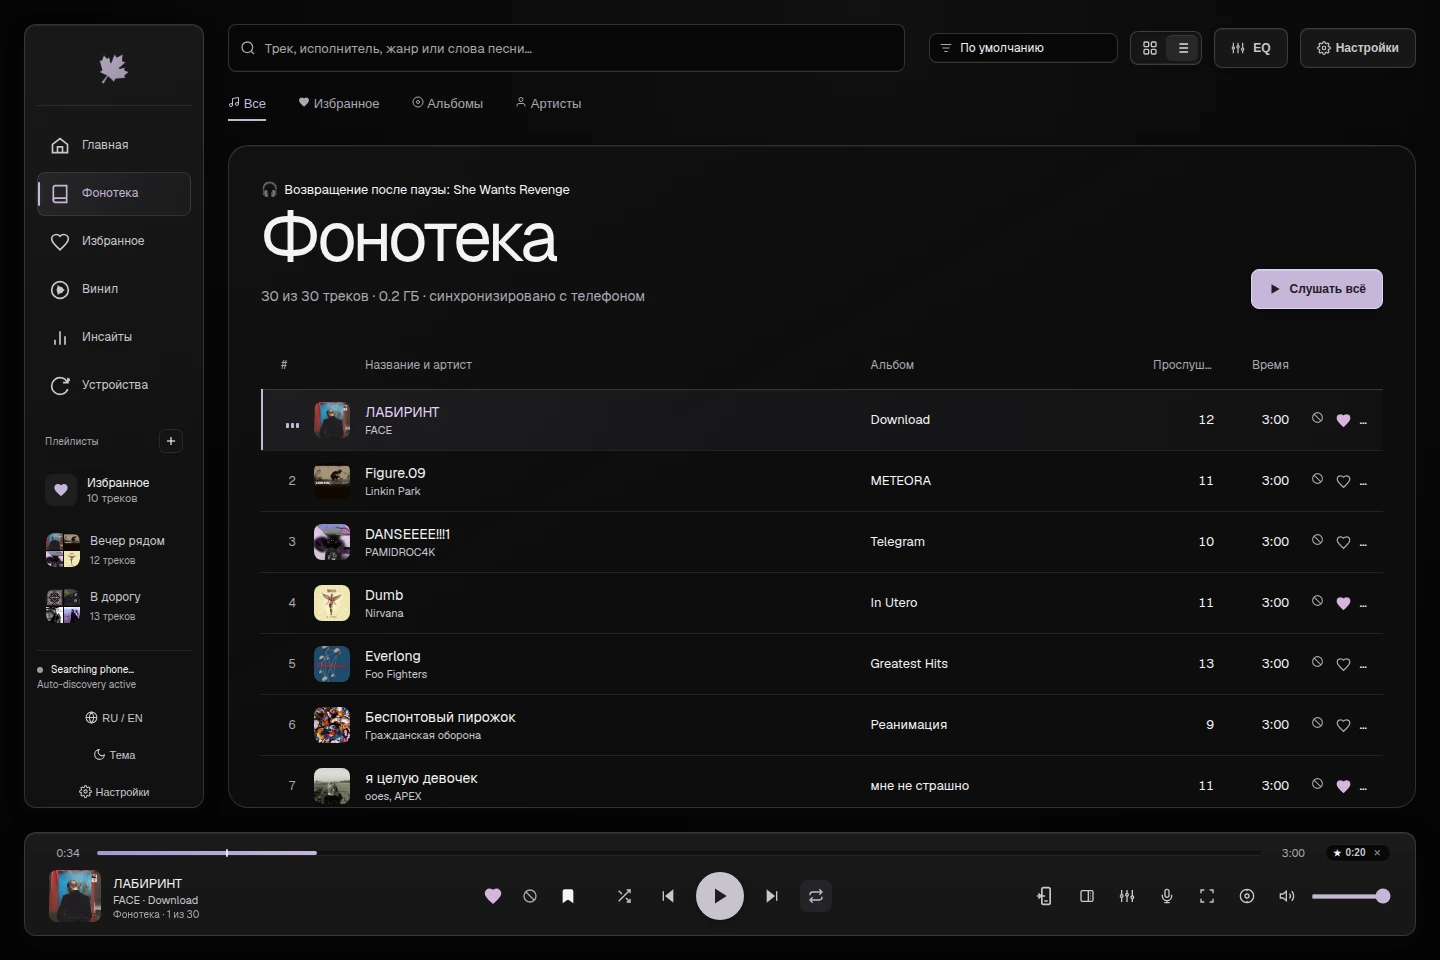 Трек, исполнитель, жанр или слова песни…
По умолчанию
EQ
Настройки
Все
Избранное
Альбомы
Артисты
Главная
Фонотека
Избранное
Винил
Инсайты
Устройства
Плейлисты
Избранное
10 треков
Вечер рядом
12 треков
В дорогу
13 треков
Searching phone…
Auto-discovery active
RU / EN
Тема
Настройки
Возвращение после паузы: She Wants Revenge
Фонотека
30 из 30 треков · 0.2 ГБ · синхронизировано с телефоном
Слушать всё
# Название и артист Альбом Прослуш… Время
ЛАБИРИНТ
FACE
Download 12 3:00 …
2 Figure.09
Linkin Park
METEORA 11 3:00 …
3 DANSEEEE!!!1
PAMIDROC4K
Telegram 10 3:00 …
4 Dumb
Nirvana
In Utero 11 3:00 …
5 Everlong
Foo Fighters
Greatest Hits 13 3:00 …
6 Беспонтовый пирожок
Гражданская оборона
Реанимация 9 3:00 …
7 я целую девочек
ooes, APEX
мне не страшно 11 3:00 …
0:34
3:00
★ 0:20 ×
ЛАБИРИНТ
FACE · Download
Фонотека · 1 из 30